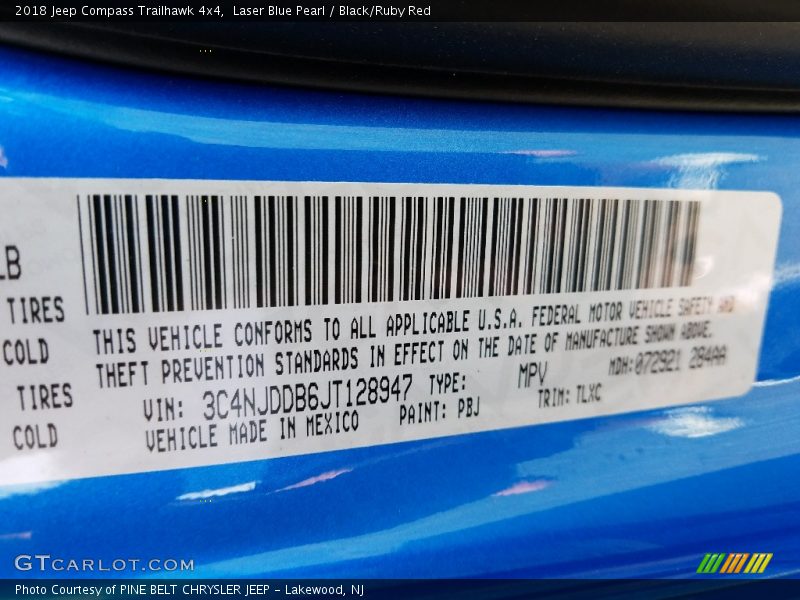 2018 Jeep Compass Trailhawk 4x4, Laser Blue Pearl / Black/Ruby Red
LB
TIRES
COLD
TIRES
COLD
THIS VEHICLE CONFORMS TO ALL APPLICABLE U.S.A. FEDERAL MOTOR VEHICLE SAFETY AND
THEFT PREVENTION STANDARDS IN EFFECT ON THE DATE OF MANUFACTURE SHOWN ABOVE.
VIN: 3C4NJDDB6JT128947 TYPE: MPV MDH: 072921 284AA
VEHICLE MADE IN MEXICO PAINT: PBJ TRIM: TLXC
GTCARLOT.COM
Photo Courtesy of PINE BELT CHRYSLER JEEP - Lakewood, NJ